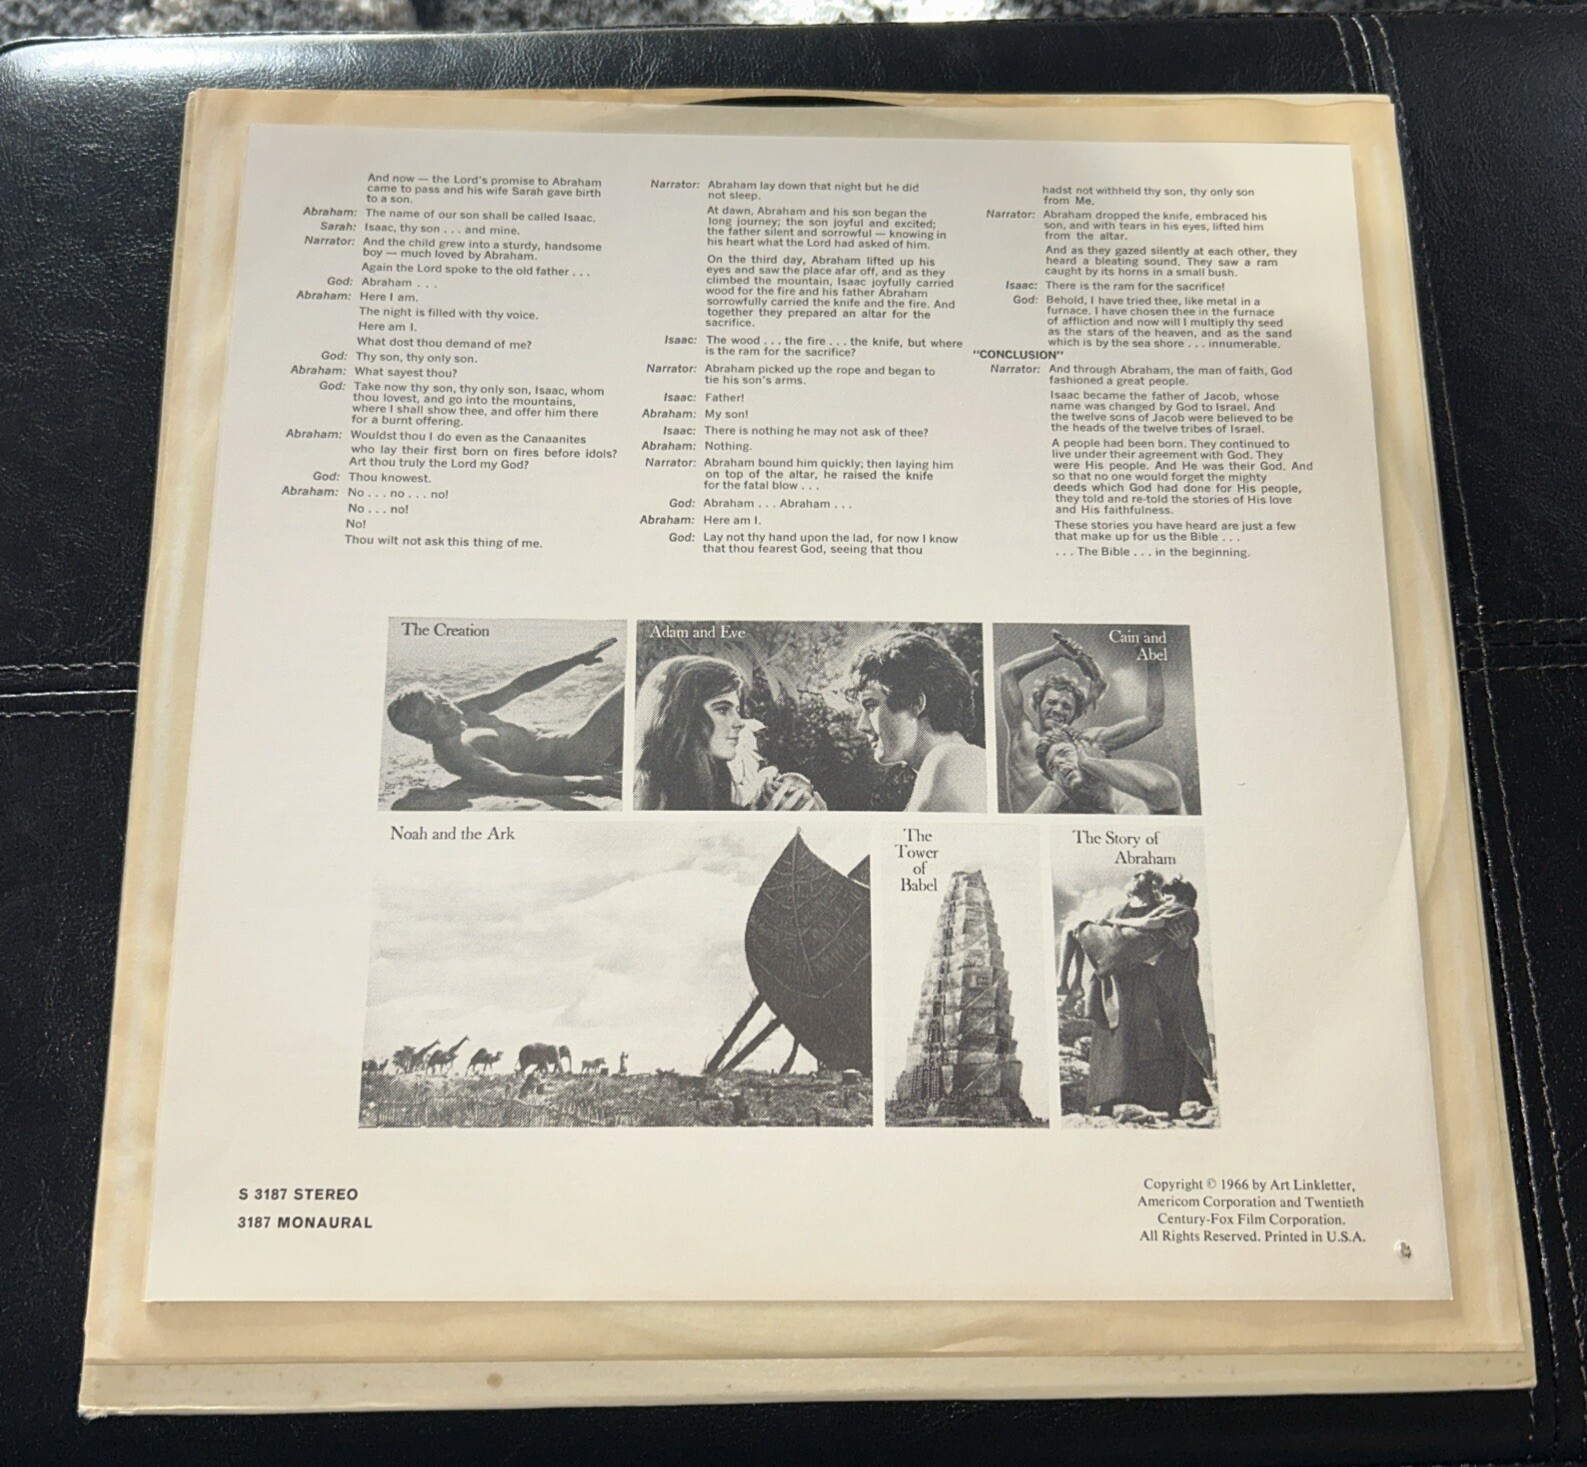 And now — the Lord's promise to Abraham
came to pass and his wife Sarah gave birth
to a son.
Abraham: The name of our son shall be called Isaac.
Sarah: Isaac, thy son . . . and mine.
Narrator: And the child grew into a sturdy, handsome
boy — much loved by Abraham.
Again the Lord spoke to the old father . . .
God: Abraham . . .
Abraham: Here I am.
The night is filled with thy voice.
Here am I.
What dost thou demand of me?
God: Thy son, thy only son.
Abraham: What sayest thou?
God: Take now thy son, thy only son, Isaac, whom
thou lovest, and go into the mountains,
where I shall show thee, and offer him there
for a burnt offering.
Abraham: Wouldst thou I do even as the Canaanites
who lay their first born on fires before idols?
Art thou truly the Lord my God?
God: Thou knowest.
Abraham: No . . . no . . . no!
No . . . no!
No!
Thou wilt not ask this thing of me.
Narrator: Abraham lay down that night but he did
not sleep.
At dawn, Abraham and his son began the
long journey; the son joyful and excited;
the father silent and sorrowful — knowing in
his heart what the Lord had asked of him.
On the third day, Abraham lifted up his
eyes and saw the place afar off, and as they
climbed the mountain, Isaac joyfully carried
wood for the fire and his father Abraham
sorrowfully carried the knife and the fire. And
together they prepared an altar for the
sacrifice.
Isaac: The wood . . . the fire . . . the knife, but where
is the ram for the sacrifice?
Narrator: Abraham picked up the rope and began to
tie his son's arms.
Isaac: Father!
Abraham: My son!
Isaac: There is nothing he may not ask of thee?
Abraham: Nothing.
Narrator: Abraham bound him quickly; then laying him
on top of the altar, he raised the knife
for the fatal blow . . .
God: Abraham . . . Abraham . . .
Abraham: Here am I.
God: Lay not thy hand upon the lad, for now I know
that thou fearest God, seeing that thou
hadst not withheld thy son, thy only son
from Me.
Narrator: Abraham dropped the knife, embraced his
son, and with tears in his eyes, lifted him
from the altar.
And as they gazed silently at each other, they
heard a bleating sound. They saw a ram
caught by its horns in a small bush.
Isaac: There is the ram for the sacrifice!
God: Behold, I have tried thee, like metal in a
furnace. I have chosen thee in the furnace
of affliction and now will I multiply thy seed
as the stars of the heaven, and as the sand
which is by the sea shore . . . innumerable.
"CONCLUSION"
Narrator: And through Abraham, the man of faith, God
fashioned a great people.
Isaac became the father of Jacob, whose
name was changed by God to Israel. And
the twelve sons of Jacob were believed to be
the heads of the twelve tribes of Israel.
A people had been born. They continued to
live under their agreement with God. They
were His people. And He was their God. And
so that no one would forget the mighty
deeds which God had done for His people,
they told and re-told the stories of His love
and His faithfulness.
These stories you have heard are just a few
that make up for us the Bible . . .
. . . The Bible . . . in the beginning.
The Creation
Adam and Eve
Cain and
Abel
Noah and the Ark
The
Tower
of
Babel
The Story of
Abraham
S 3187 STEREO
3187 MONAURAL
Copyright © 1966 by Art Linkletter,
Americom Corporation and Twentieth
Century-Fox Film Corporation.
All Rights Reserved. Printed in U.S.A.